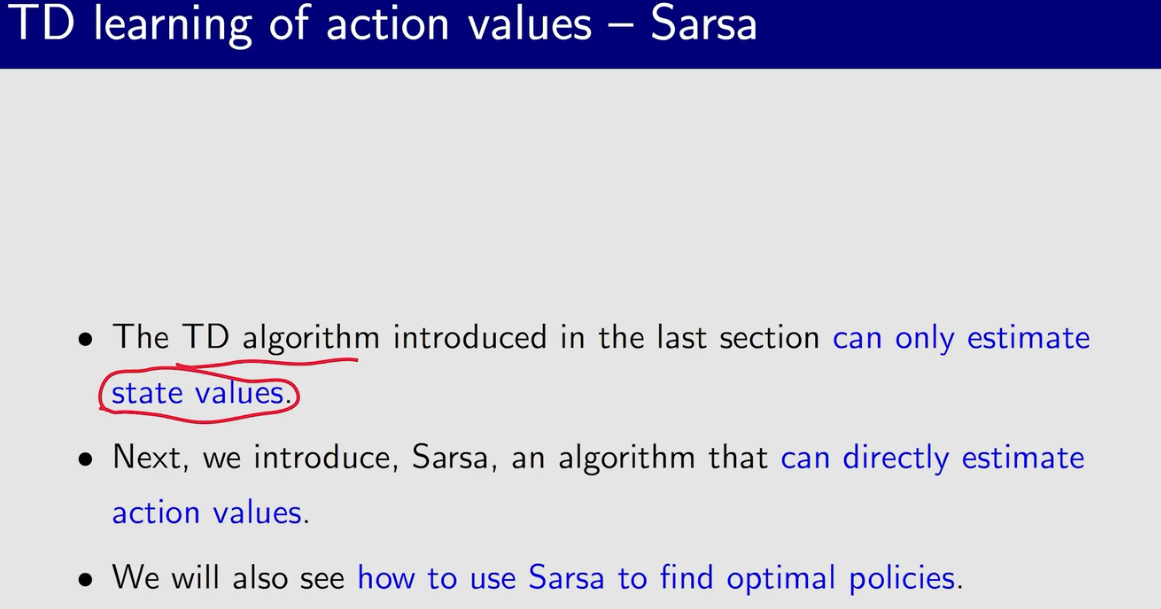 TD learning of action values – Sarsa
• The TD algorithm introduced in the last section can only estimate
state values.
• Next, we introduce, Sarsa, an algorithm that can directly estimate
action values.
• We will also see how to use Sarsa to find optimal policies.